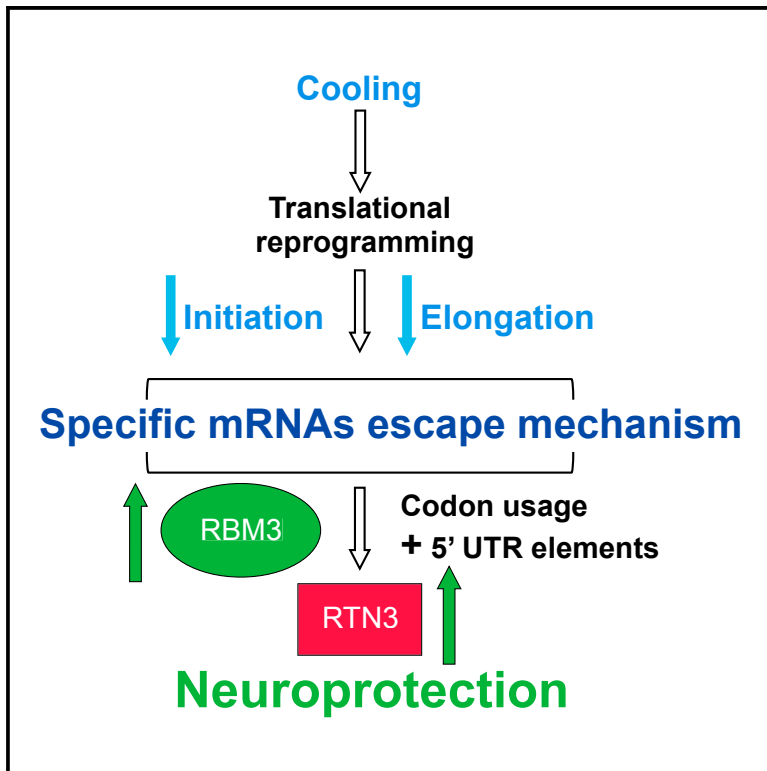 Cooling
Translational
reprogramming
Initiation
Elongation
Specific mRNAs escape mechanism
RBM3
Codon usage
+ 5’ UTR elements
RTN3
Neuroprotection